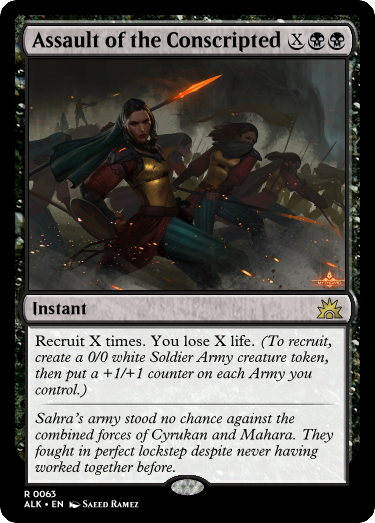 Assault of the Conscripted X
Instant
Recruit X times. You lose X life. (To recruit,
create a 0/0 white Soldier Army creature token,
then put a +1/+1 counter on each Army you
control.)
Sahra's army stood no chance against the
combined forces of Cyrukan and Mahara. They
fought in perfect lockstep despite never having
worked together before.
R 0063
ALK • EN Saeed Ramez